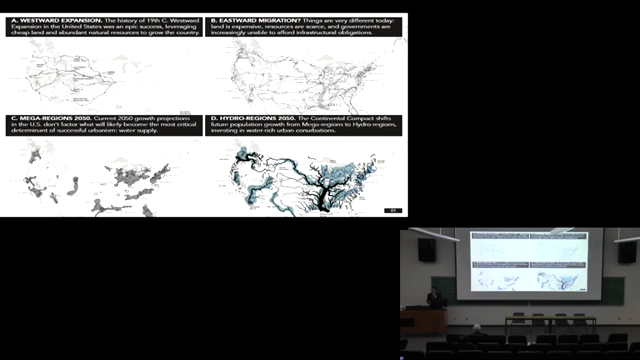 A. WESTWARD EXPANSION. The history of 19th C. Westward
Expansion in the United States was an epic success, leveraging
cheap land and abundant natural resources to grow the country.
B. EASTWARD MIGRATION? Things are very different today:
land is expensive, resources are scarce, and governments are
increasingly unable to afford infrastructural obligations.
C. MEGA-REGIONS 2050. Current 2050 growth projections
in the U.S. don't factor what will likely become the most critical
determinant of successful urbanism: water supply.
D. HYDRO-REGIONS 2050. The Continental Compact shifts
future population growth from Mega-regions to Hydro-regions,
investing in water-rich urban conurbations.